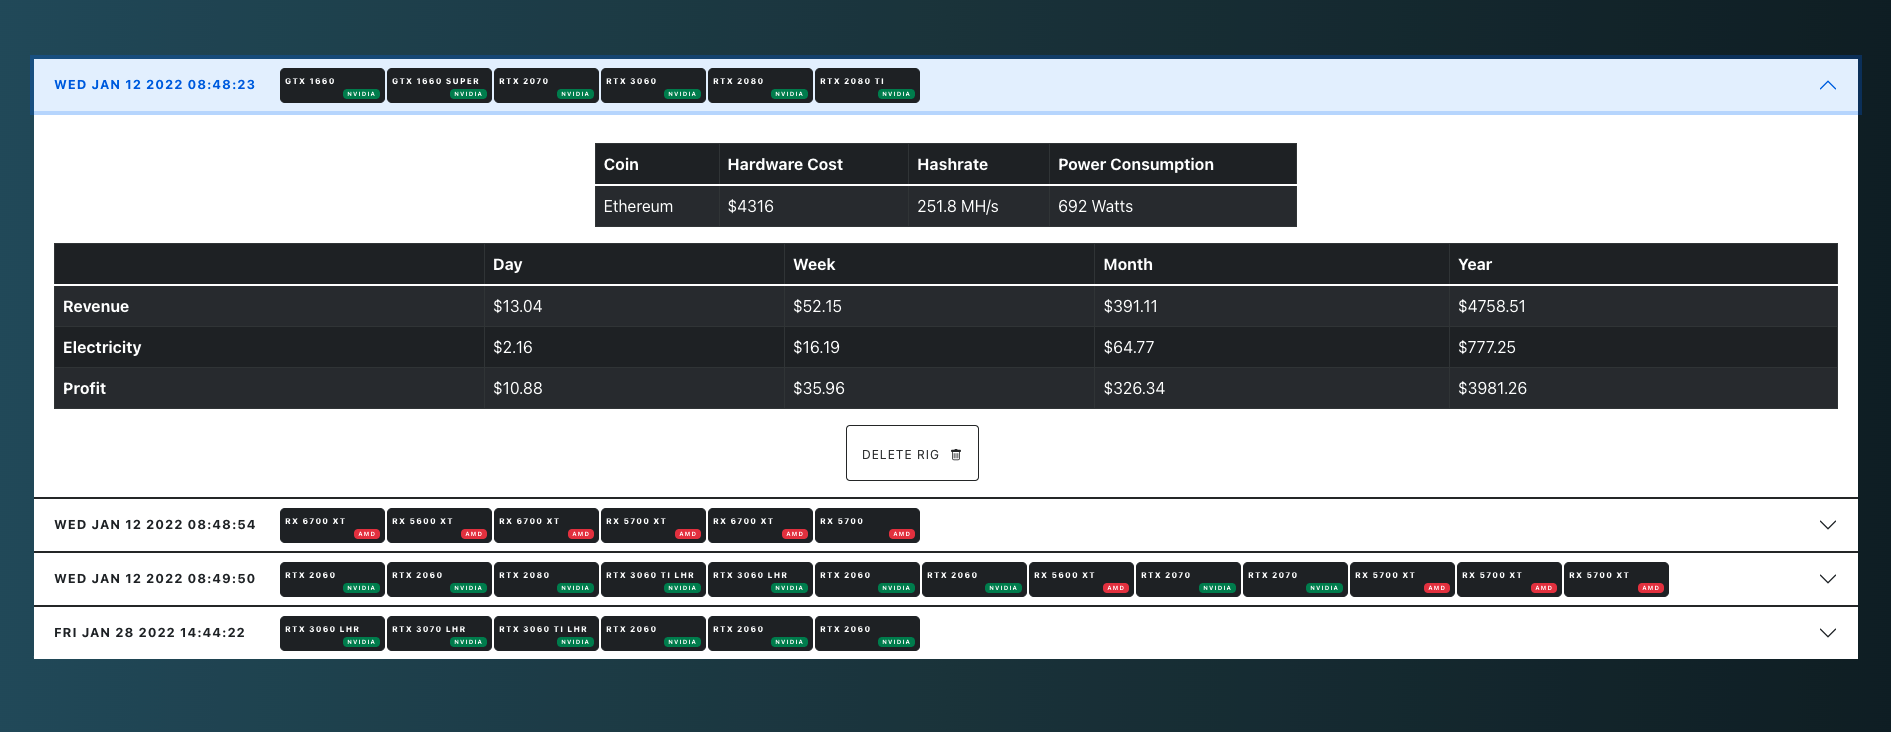 WED JAN 12 2022 08:48:23 GTX 1660 NVIDIA GTX 1660 SUPER NVIDIA RTX 2070 NVIDIA RTX 3060 NVIDIA RTX 2080 NVIDIA RTX 2080 TI NVIDIA
Coin Hardware Cost Hashrate Power Consumption
Ethereum $4316 251.8 MH/s 692 Watts
Day Week Month Year
Revenue $13.04 $52.15 $391.11 $4758.51
Electricity $2.16 $16.19 $64.77 $777.25
Profit $10.88 $35.96 $326.34 $3981.26
DELETE RIG
WED JAN 12 2022 08:48:54 RX 6700 XT AMD RX 5600 XT AMD RX 6700 XT AMD RX 5700 XT AMD RX 6700 XT AMD RX 5700 AMD
WED JAN 12 2022 08:49:50 RTX 2060 NVIDIA RTX 2060 NVIDIA RTX 2080 NVIDIA RTX 3060 TI LHR NVIDIA RTX 3060 LHR NVIDIA RTX 2060 NVIDIA RTX 2060 NVIDIA RX 5600 XT AMD RTX 2070 NVIDIA RTX 2070 NVIDIA RX 5700 XT AMD RX 5700 XT AMD RX 5700 XT AMD
FRI JAN 28 2022 14:44:22 RTX 3060 LHR NVIDIA RTX 3070 LHR NVIDIA RTX 3060 TI LHR NVIDIA RTX 2060 NVIDIA RTX 2060 NVIDIA RTX 2060 NVIDIA